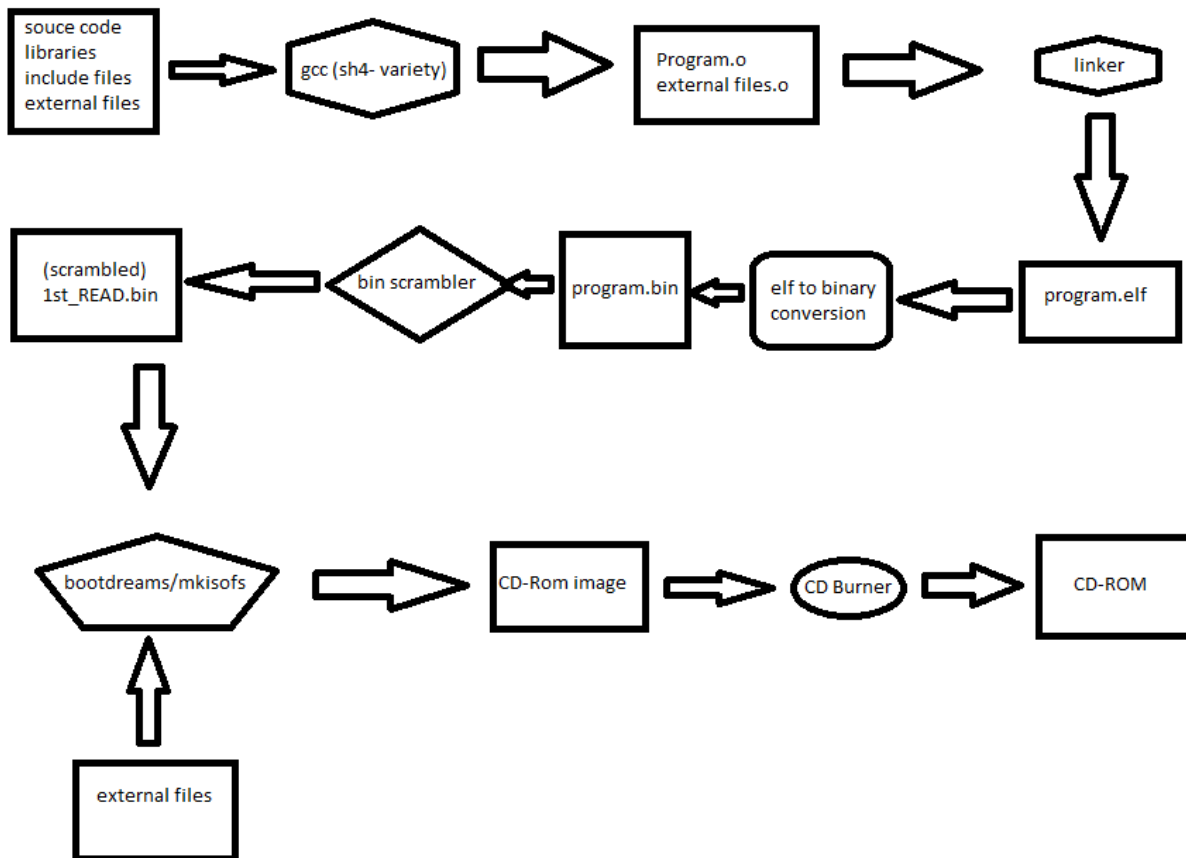 souce code
libraries
include files
external files
gcc (sh4- variety)
Program.o
external files.o
linker
(scrambled)
1st_READ.bin
bin scrambler
program.bin
elf to binary
conversion
program.elf
bootdreams/mkisofs
CD-Rom image
CD Burner
CD-ROM
external files